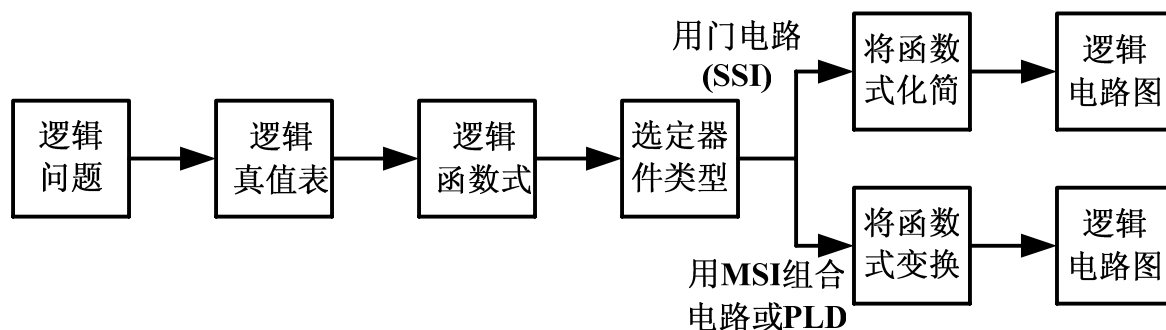 逻辑
问题
逻辑
真值表
逻辑
函数式
选定器
件类型
用门电路
(SSI)
将函数
式化简
逻辑
电路图
用MSI组合
电路或PLD
将函数
式变换
逻辑
电路图